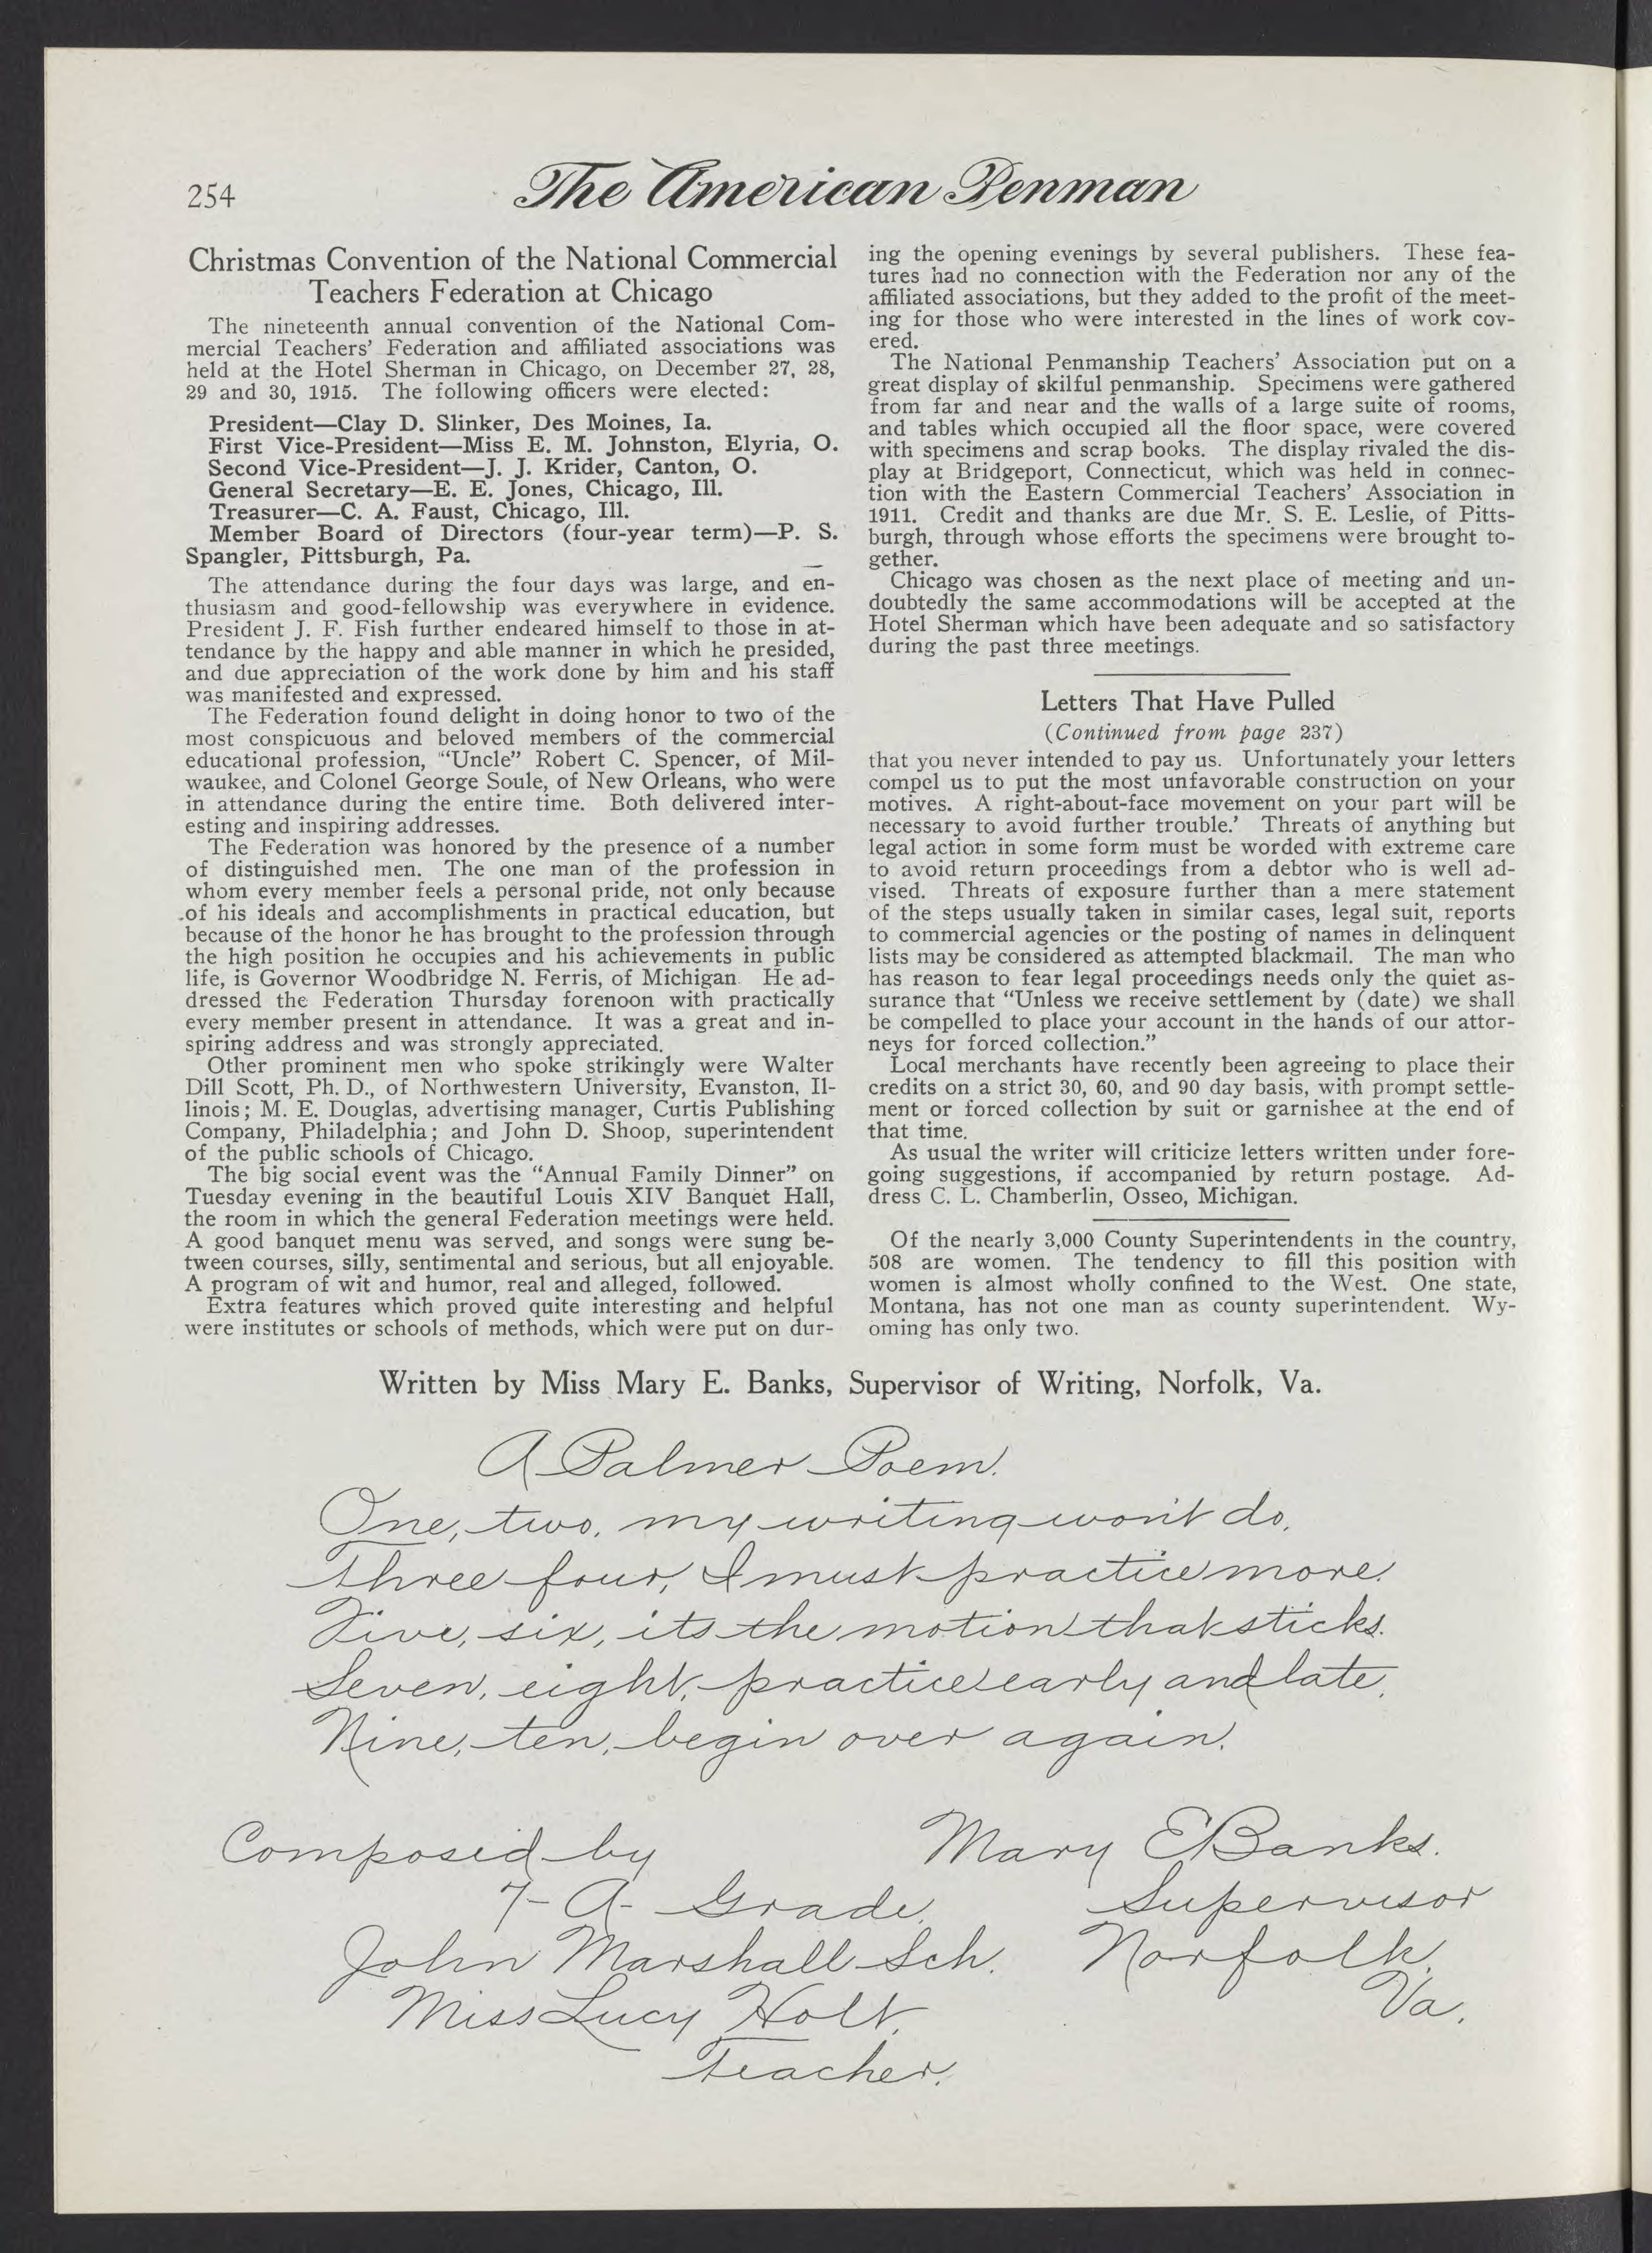 254
The American Penman
Christmas Convention of the National Commercial
Teachers Federation at Chicago
The nineteenth annual convention of the National Com-
mercial Teachers' Federation and affiliated associations was
held at the Hotel Sherman in Chicago, on December 27, 28,
29 and 30, 1915. The following officers were elected:
President—Clay D. Slinker, Des Moines, Ia.
First Vice-President—Miss E. M. Johnston, Elyria, O.
Second Vice-President—J. J. Krider, Canton, O.
General Secretary—E. E. Jones, Chicago, Ill.
Treasurer—C. A. Faust, Chicago, Ill.
Member Board of Directors (four-year term)—P. S.
Spangler, Pittsburgh, Pa.
The attendance during the four days was large, and en-
thusiasm and good-fellowship was everywhere in evidence.
President J. F. Fish further endeared himself to those in at-
tendance by the happy and able manner in which he presided,
and due appreciation of the work done by him and his staff
was manifested and expressed.
The Federation found delight in doing honor to two of the
most conspicuous and beloved members of the commercial
educational profession, "Uncle" Robert C. Spencer, of Mil-
waukee, and Colonel George Soule, of New Orleans, who were
in attendance during the entire time. Both delivered inter-
esting and inspiring addresses.
The Federation was honored by the presence of a number
of distinguished men. The one man of the profession in
whom every member feels a personal pride, not only because
of his ideals and accomplishments in practical education, but
because of the honor he has brought to the profession through
the high position he occupies and his achievements in public
life, is Governor Woodbridge N. Ferris, of Michigan. He ad-
dressed the Federation Thursday forenoon with practically
every member present in attendance. It was a great and in-
spiring address and was strongly appreciated.
Other prominent men who spoke strikingly were Walter
Dill Scott, Ph. D., of Northwestern University, Evanston, Il-
linois; M. E. Douglas, advertising manager, Curtis Publishing
Company, Philadelphia; and John D. Shoop, superintendent
of the public schools of Chicago.
The big social event was the "Annual Family Dinner" on
Tuesday evening in the beautiful Louis XIV Banquet Hall,
the room in which the general Federation meetings were held.
A good banquet menu was served, and songs were sung be-
tween courses, silly, sentimental and serious, but all enjoyable.
A program of wit and humor, real and alleged, followed.
Extra features which proved quite interesting and helpful
were institutes or schools of methods, which were put on dur-
ing the opening evenings by several publishers. These fea-
tures had no connection with the Federation nor any of the
affiliated associations, but they added to the profit of the meet-
ing for those who were interested in the lines of work cov-
ered.
The National Penmanship Teachers' Association put on a
great display of skilful penmanship. Specimens were gathered
from far and near and the walls of a large suite of rooms,
and tables which occupied all the floor space, were covered
with specimens and scrap books. The display rivaled the dis-
play at Bridgeport, Connecticut, which was held in connec-
tion with the Eastern Commercial Teachers' Association in
1911. Credit and thanks are due Mr. S. E. Leslie, of Pitts-
burgh, through whose efforts the specimens were brought to-
gether.
Chicago was chosen as the next place of meeting and un-
doubtedly the same accommodations will be accepted at the
Hotel Sherman which have been adequate and so satisfactory
during the past three meetings.
Letters That Have Pulled
(Continued from page 237)
that you never intended to pay us. Unfortunately your letters
compel us to put the most unfavorable construction on your
motives. A right-about-face movement on your part will be
necessary to avoid further trouble.' Threats of anything but
legal action in some form must be worded with extreme care
to avoid return proceedings from a debtor who is well ad-
vised. Threats of exposure further than a mere statement
of the steps usually taken in similar cases, legal suit, reports
to commercial agencies or the posting of names in delinquent
lists may be considered as attempted blackmail. The man who
has reason to fear legal proceedings needs only the quiet as-
surance that "Unless we receive settlement by (date) we shall
be compelled to place your account in the hands of our attor-
neys for forced collection."
Local merchants have recently been agreeing to place their
credits on a strict 30, 60, and 90 day basis, with prompt settle-
ment or forced collection by suit or garnishee at the end of
that time.
As usual the writer will criticize letters written under fore-
going suggestions, if accompanied by return postage. Ad-
dress C. L. Chamberlin, Osseo, Michigan.
Of the nearly 3,000 County Superintendents in the country,
508 are women. The tendency to fill this position with
women is almost wholly confined to the West. One state,
Montana, has not one man as county superintendent. Wy-
oming has only two.
Written by Miss Mary E. Banks, Supervisor of Writing, Norfolk, Va.
A Palmer Poem.
One, two, my writing won't do,
Three four, I must practice more.
Five, six, its the motion that sticks.
Seven, eight, practice early and late,
Nine, ten, begin over again.
Composed by
7-A- Grade,
John Marshall Sch.
Miss Lucy Holt,
Teacher.
Mary E Banks.
Supervisor
Norfolk,
Va.